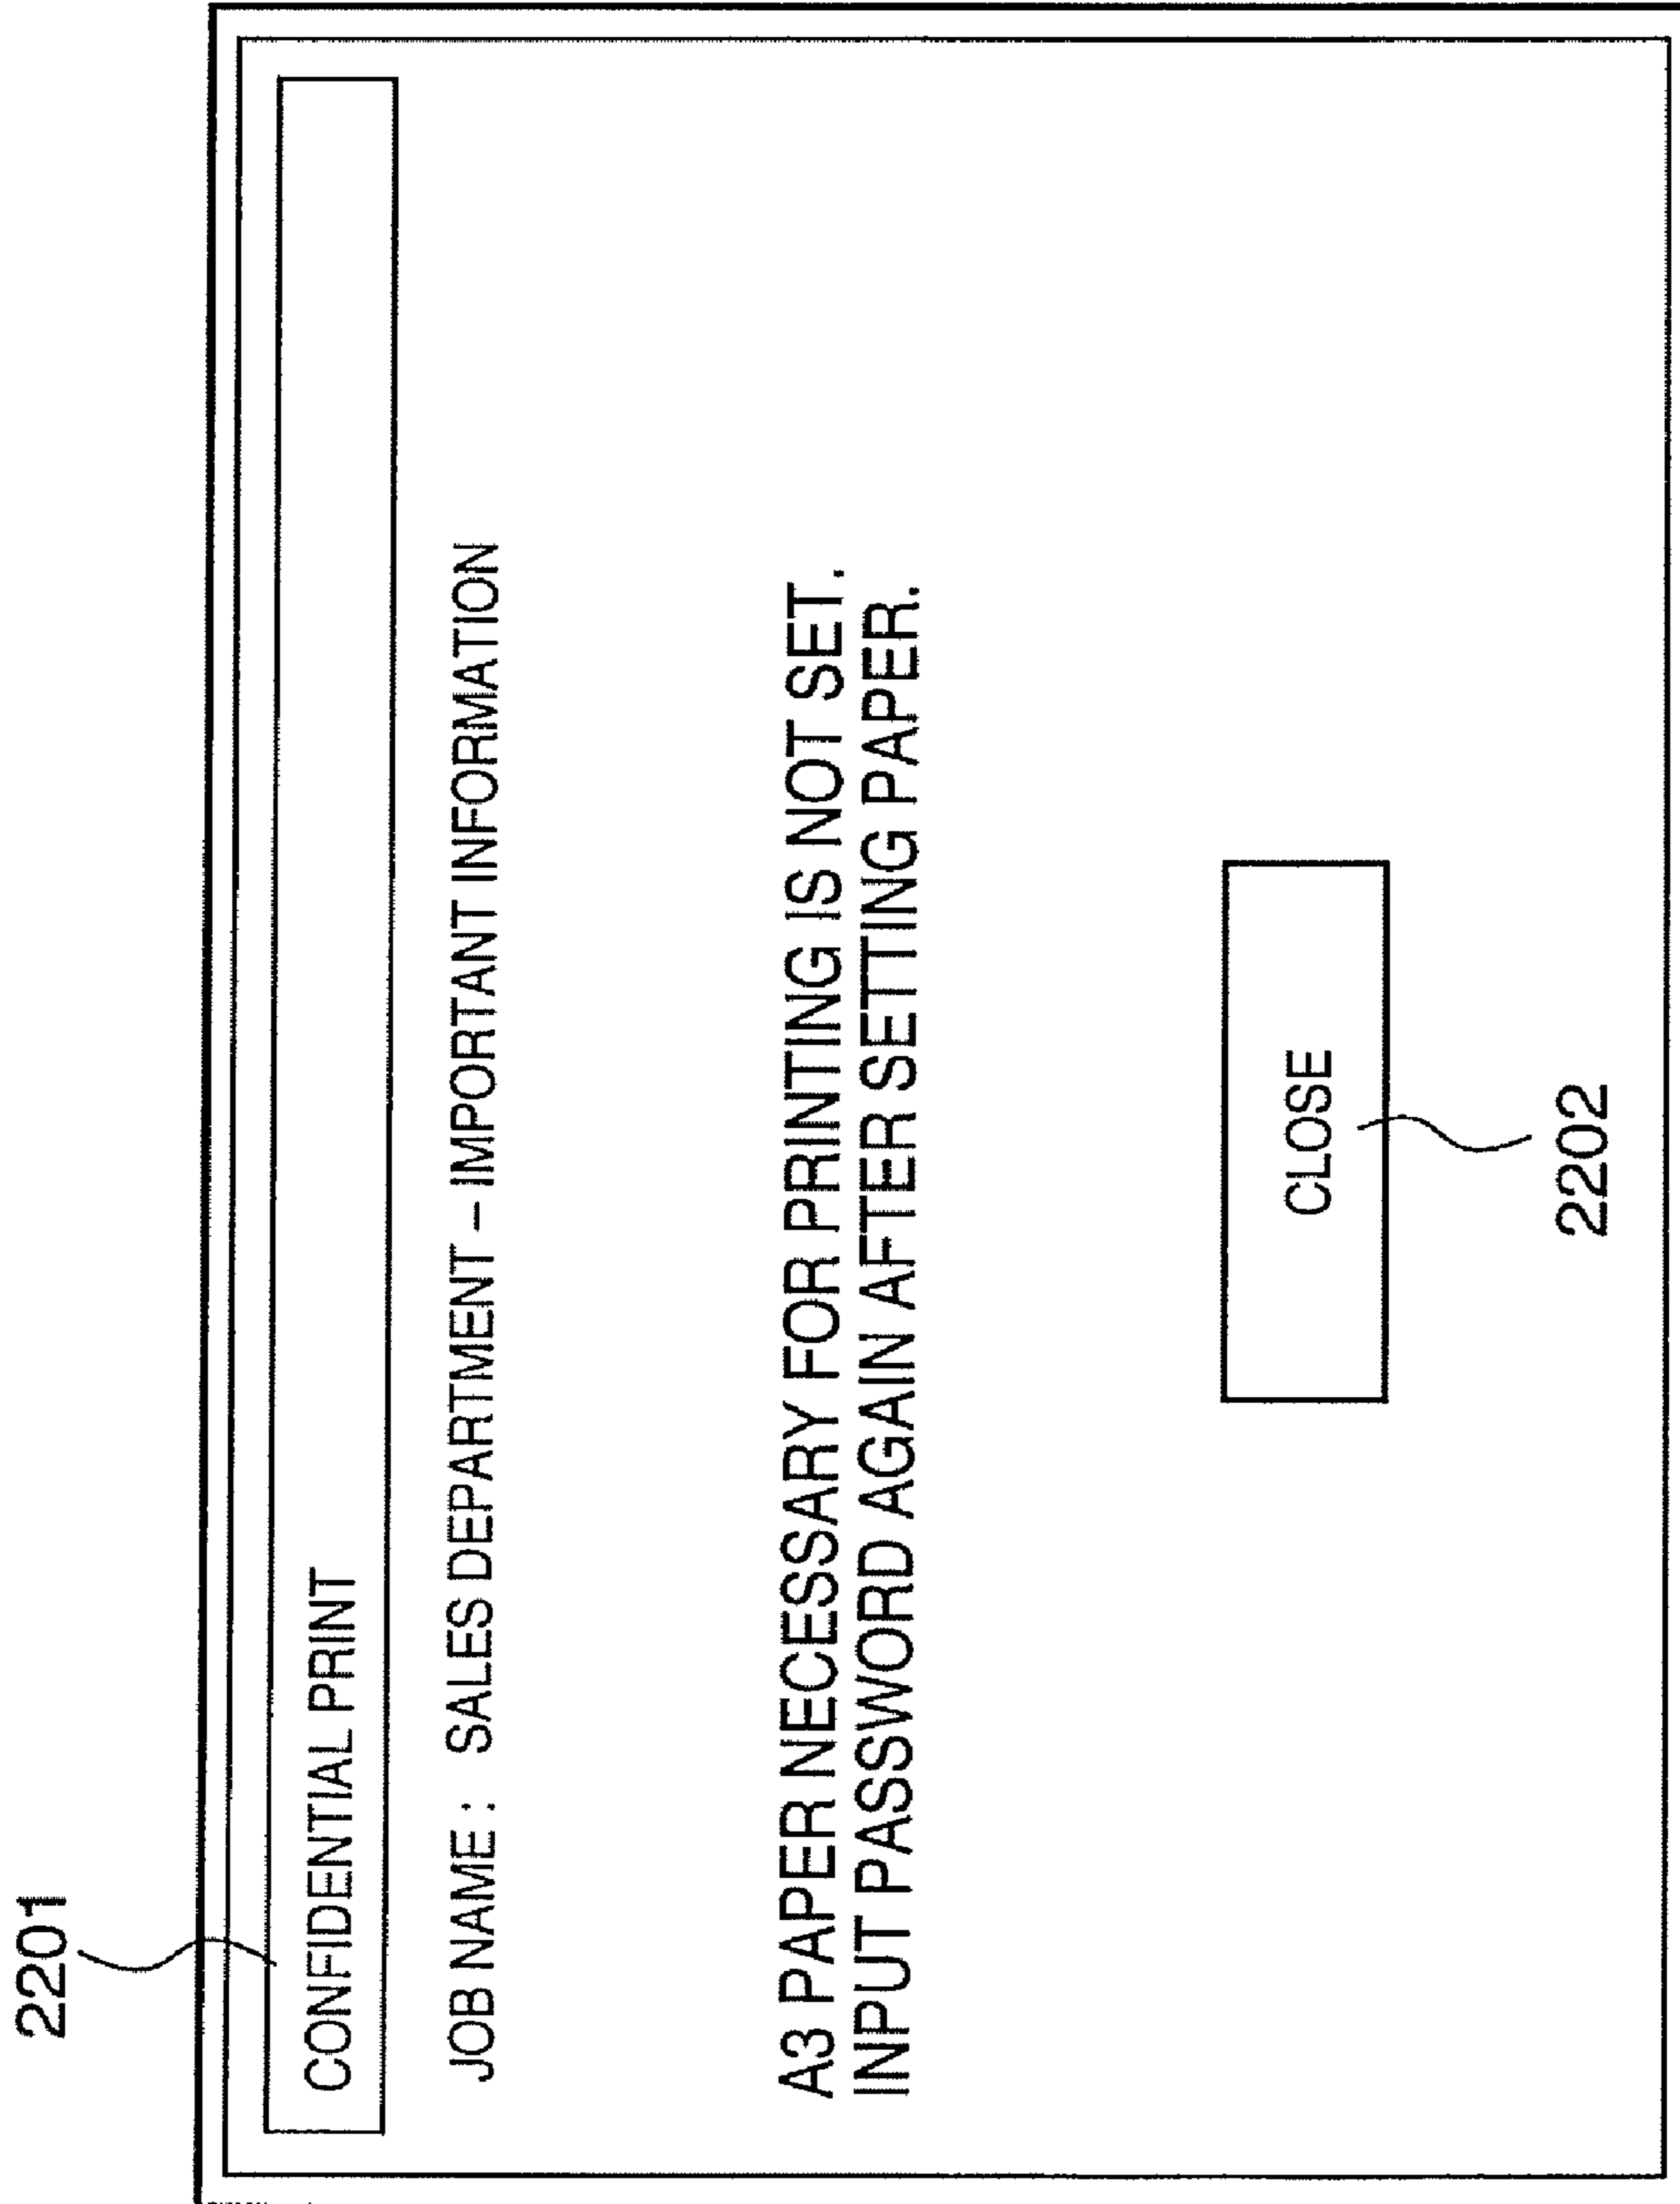 2201
CONFIDENTIAL PRINT
JOB NAME : SALES DEPARTMENT – IMPORTANT INFORMATION
A3 PAPER NECESSARY FOR PRINTING IS NOT SET.
INPUT PASSWORD AGAIN AFTER SETTING PAPER.
CLOSE
2202